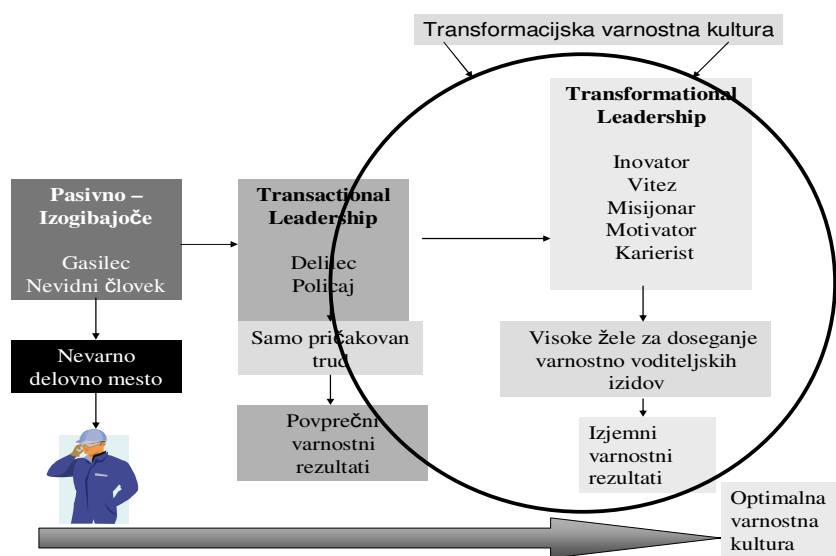 Transformacijska varnostna kultura
Transformational
Leadership
Inovator
Vitez
Misijonar
Motivator
Karierist
Pasivno –
Izogibajoče
Gasilec
Nevidni človek
Transactional
Leadership
Delilec
Policaj
Nevarno
delovno mesto
Samo pričakovan
trud
Visoke žele za doseganje
varnostno voditeljskih
izidov
Povprečni
varnostni
rezultati
Izjemni
varnostni
rezultati
Optimalna
varnostna
kultura